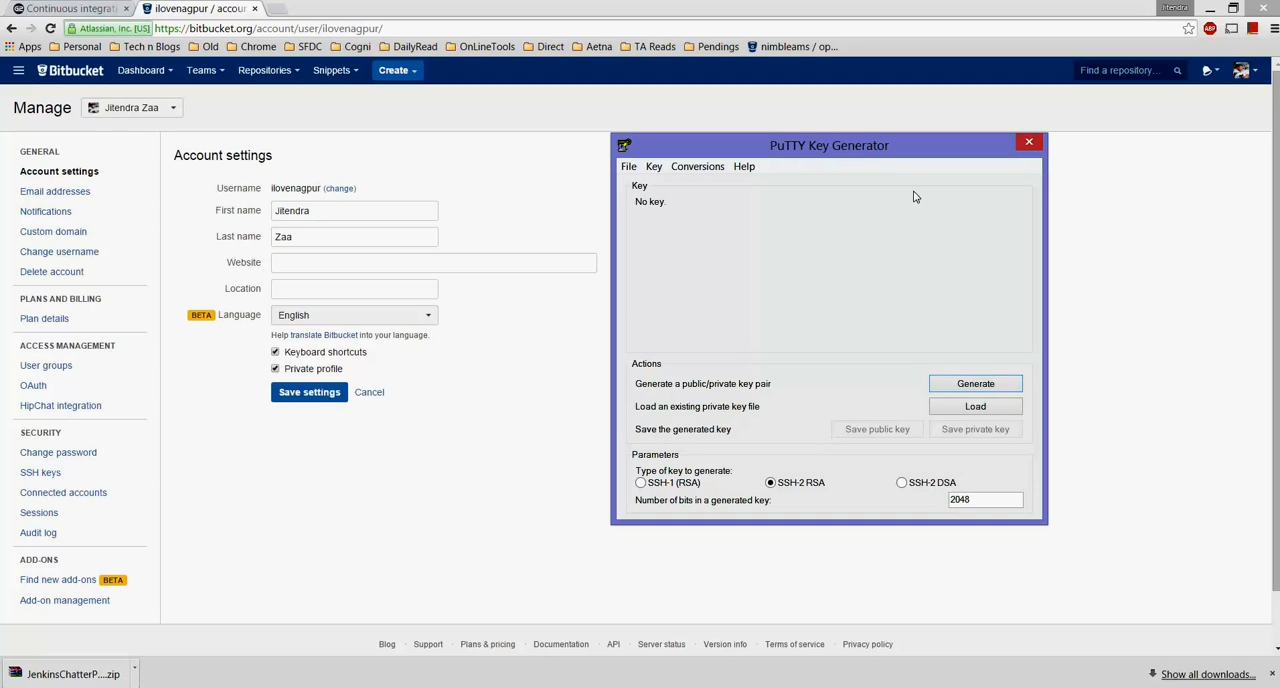 Continuous integrati
ilovenagpur / accour
Jitendra
Atlassian, Inc. [US]
https://bitbucket.org/account/user/ilovenagpur/
ABP
Apps
Personal
Tech n Blogs
Old
Chrome
SFDC
Cogni
DailyRead
OnLineTools
Direct
Aetna
TA Reads
Pendings
nimbleams / op...
Bitbucket
Dashboard
Teams
Repositories
Snippets
Create
Find a repository...
Manage
Jitendra Zaa
GENERAL
Account settings
Email addresses
Notifications
Custom domain
Change username
Delete account
PLANS AND BILLING
Plan details
ACCESS MANAGEMENT
User groups
OAuth
HipChat integration
SECURITY
Change password
SSH keys
Connected accounts
Sessions
Audit log
ADD-ONS
Find new add-ons BETA
Add-on management
Account settings
Username ilovenagpur (change)
First name Jitendra
Last name Zaa
Website
Location
BETA Language English
Help translate Bitbucket into your language.
Keyboard shortcuts
Private profile
Save settings Cancel
PuTTY Key Generator
File Key Conversions Help
Key
No key.
Actions
Generate a public/private key pair Generate
Load an existing private key file Load
Save the generated key Save public key Save private key
Parameters
Type of key to generate:
SSH-1 (RSA) SSH-2 RSA SSH-2 DSA
Number of bits in a generated key: 2048
Blog · Support · Plans & pricing · Documentation · API · Server status · Version info · Terms of service · Privacy policy
JenkinsChatterP....zip
Show all downloads...